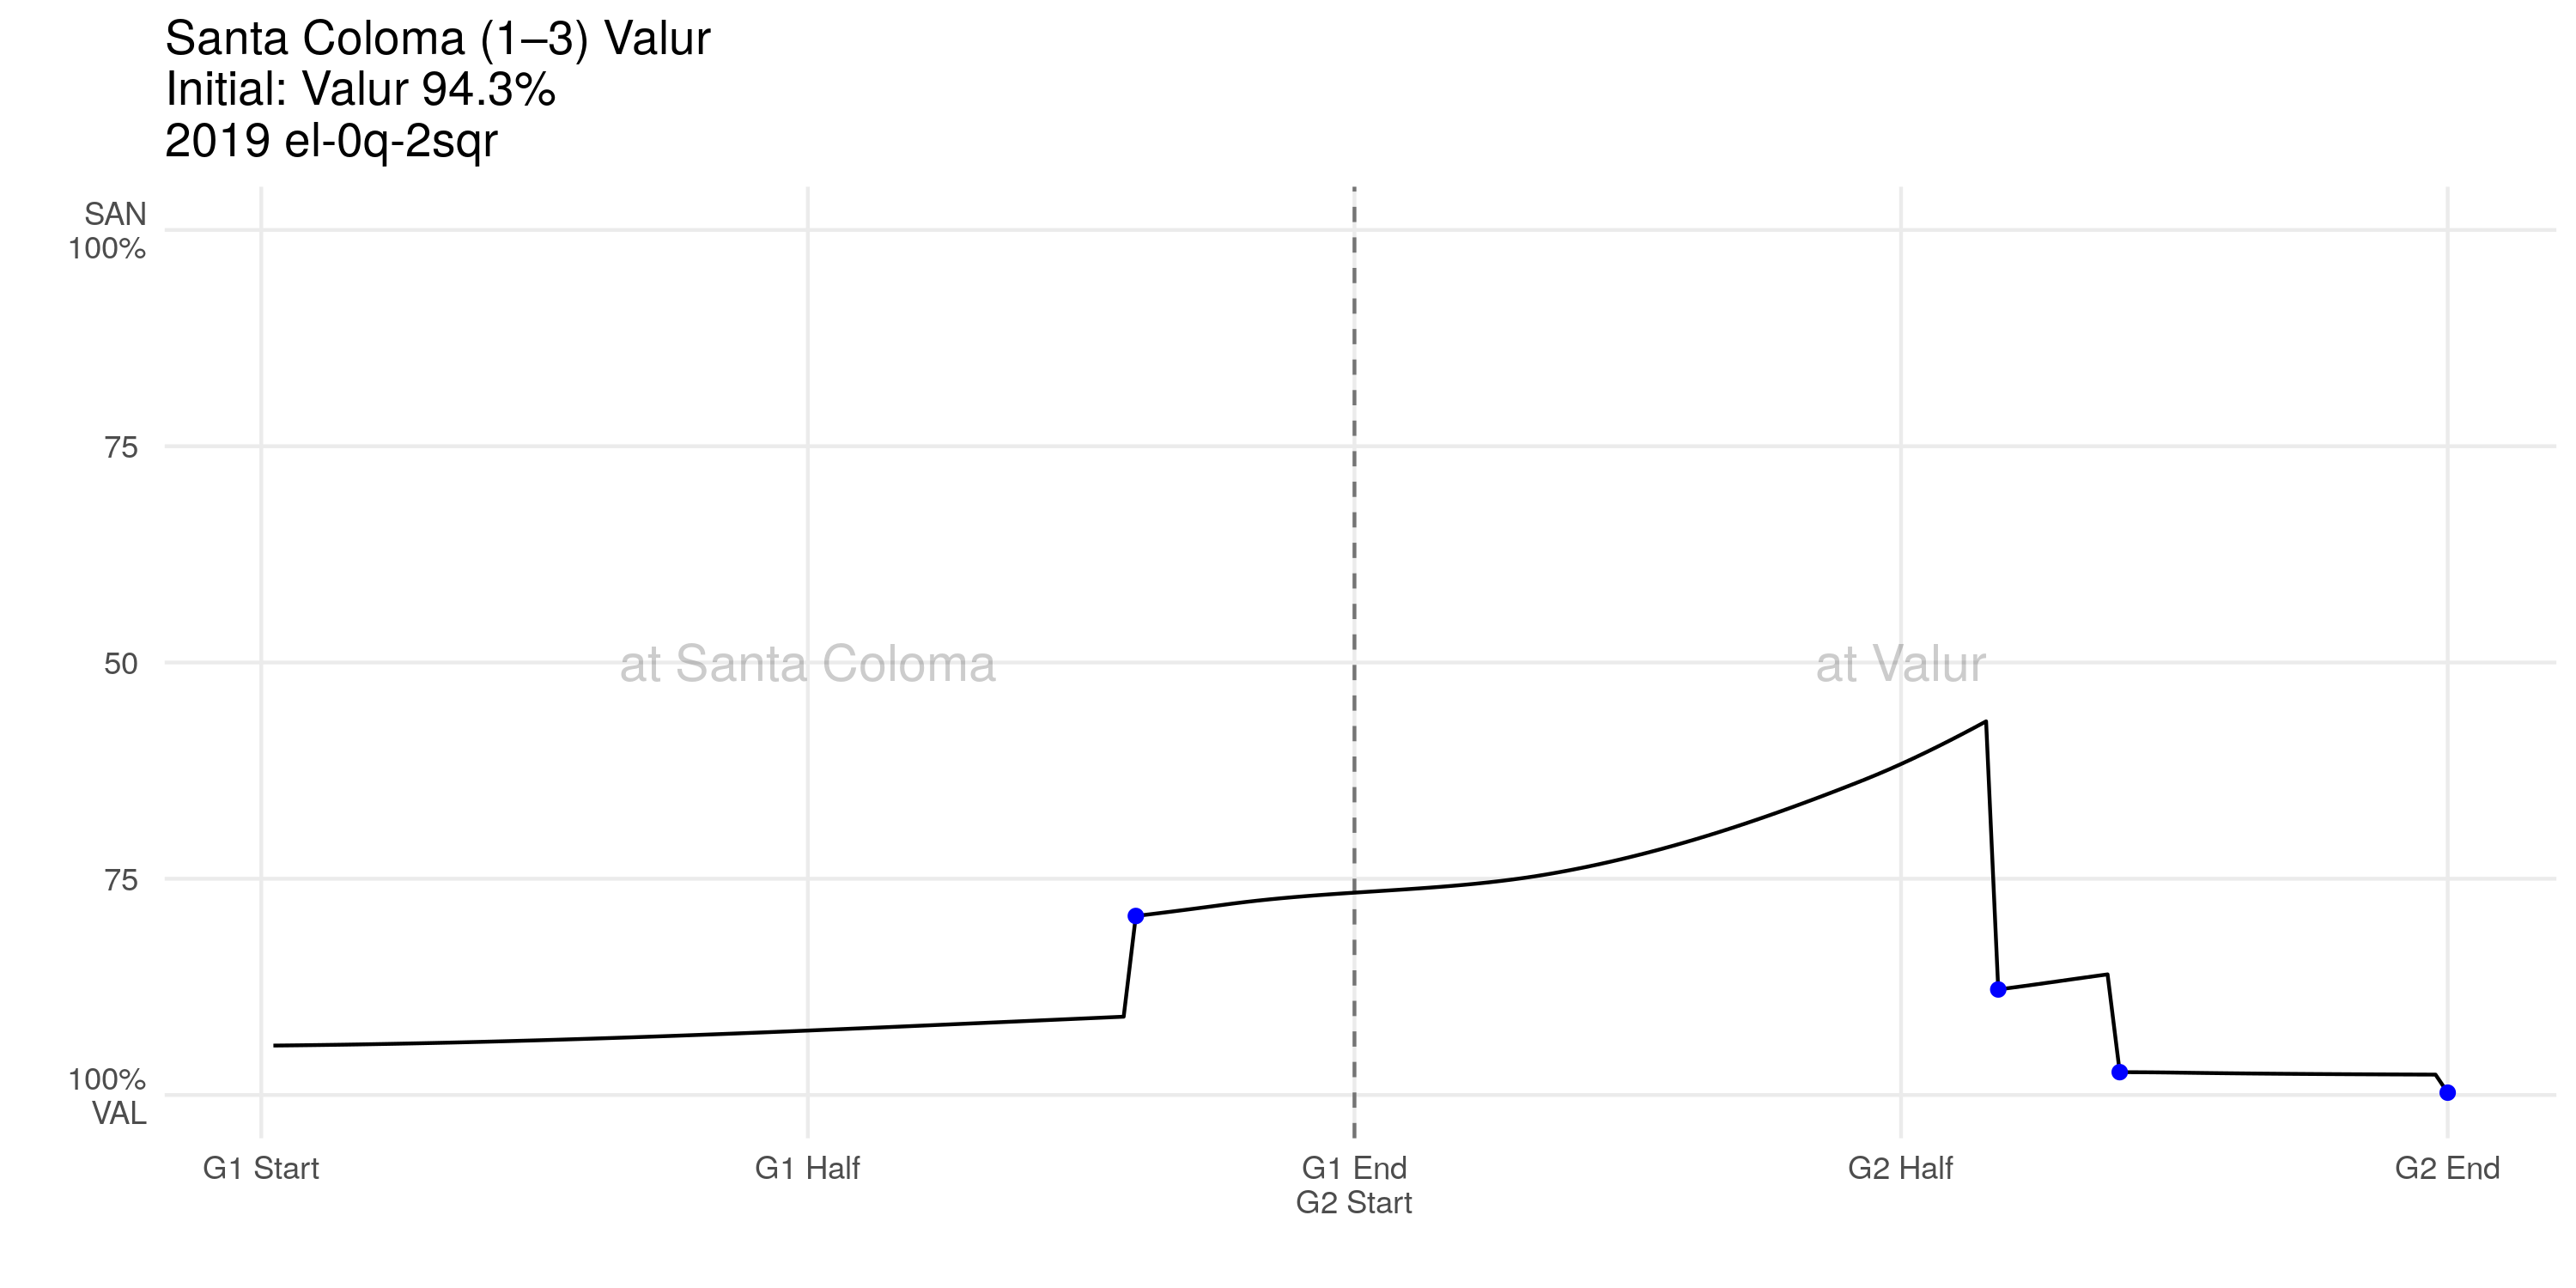 Santa Coloma (1–3) Valur
Initial: Valur 94.3%
2019 el-0q-2sqr
SAN
100%
75
50
at Santa Coloma
at Valur
75
100%
VAL
G1 Start
G1 Half
G1 End
G2 Start
G2 Half
G2 End